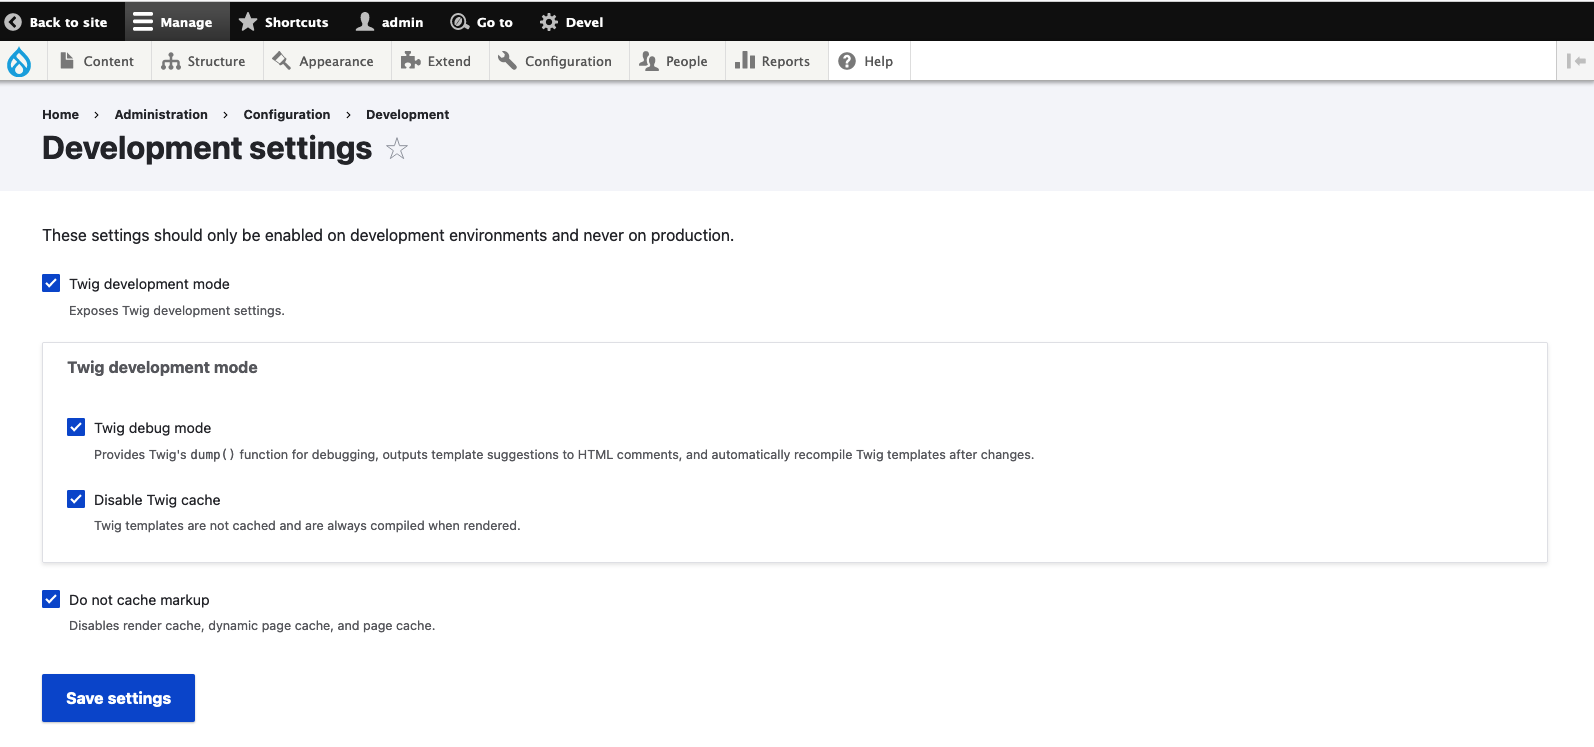 Back to site Manage Shortcuts admin Go to Devel
Content Structure Appearance Extend Configuration People Reports Help
Home › Administration › Configuration › Development
Development settings
These settings should only be enabled on development environments and never on production.
Twig development mode
Exposes Twig development settings.
Twig development mode
Twig debug mode
Provides Twig's dump() function for debugging, outputs template suggestions to HTML comments, and automatically recompile Twig templates after changes.
Disable Twig cache
Twig templates are not cached and are always compiled when rendered.
Do not cache markup
Disables render cache, dynamic page cache, and page cache.
Save settings